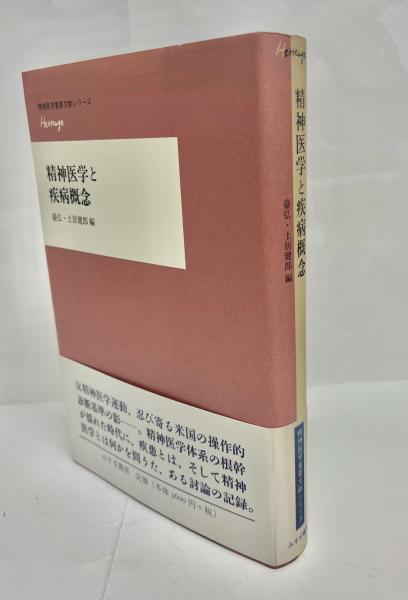 精神医学重要文献シリーズ
Heritage
精神医学と
疾病概念
臺弘・土居健郎 編
反精神医学運動、忍び寄る米国の操作的
診断基準の影――。精神医学体系の根幹
が揺れた時代に、疾患とは、そして精神
医学とは何かを問うた、ある討論の記録。
みすず書房 定価（本体 3600円+税）
Heritage
精神医学と疾病概念
臺弘・土居健郎 編
精神医学重要文献シリーズ
みすず書房